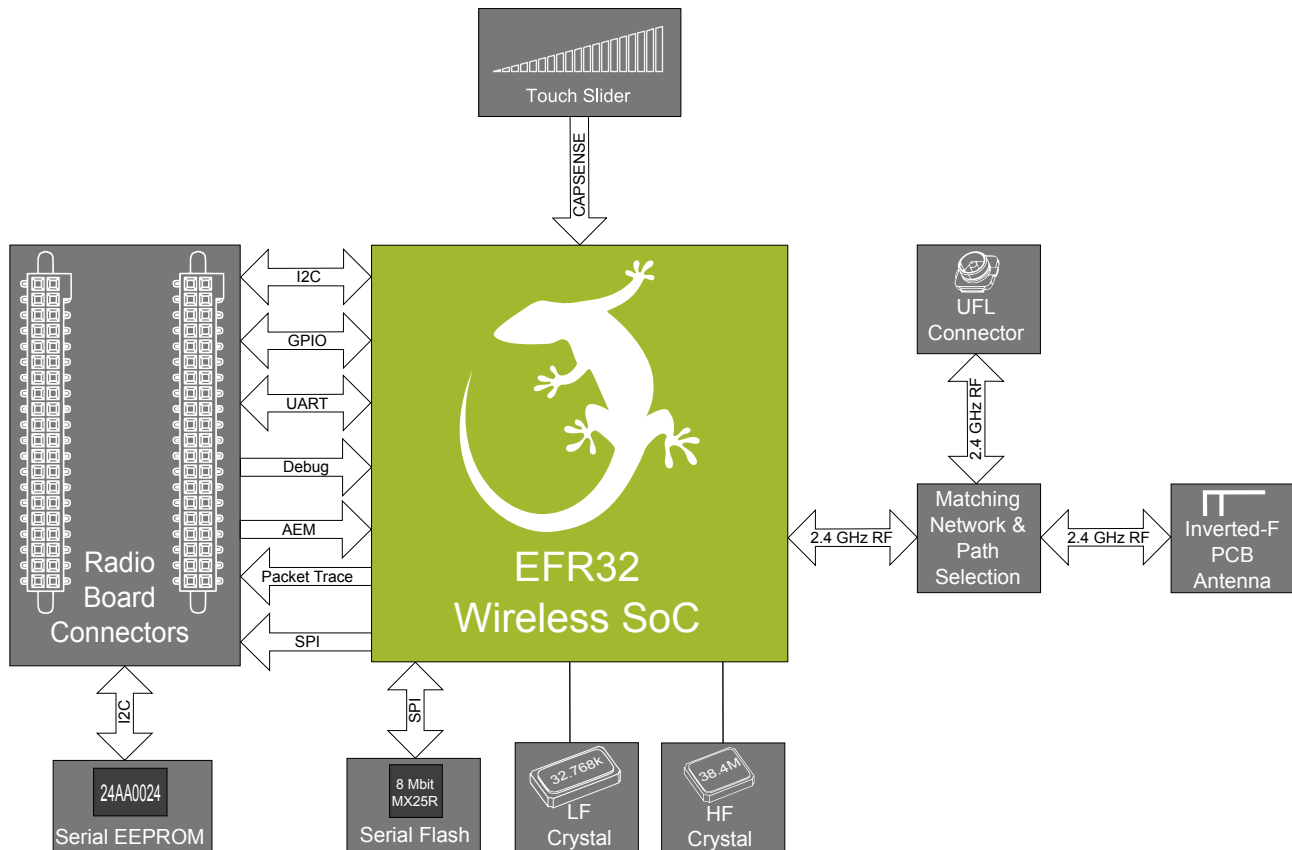 Touch Slider
CAPSENSE
I2C
GPIO
UART
Debug
AEM
Packet Trace
SPI
Radio
Board
Connectors
EFR32
Wireless SoC
UFL
Connector
2.4 GHz RF
2.4 GHz RF
Matching
Network &
Path
Selection
2.4 GHz RF
Inverted-F
PCB
Antenna
I2C
24AA0024
Serial EEPROM
SPI
8 Mbit
MX25R
Serial Flash
32.768k
LF
Crystal
38.4M
HF
Crystal